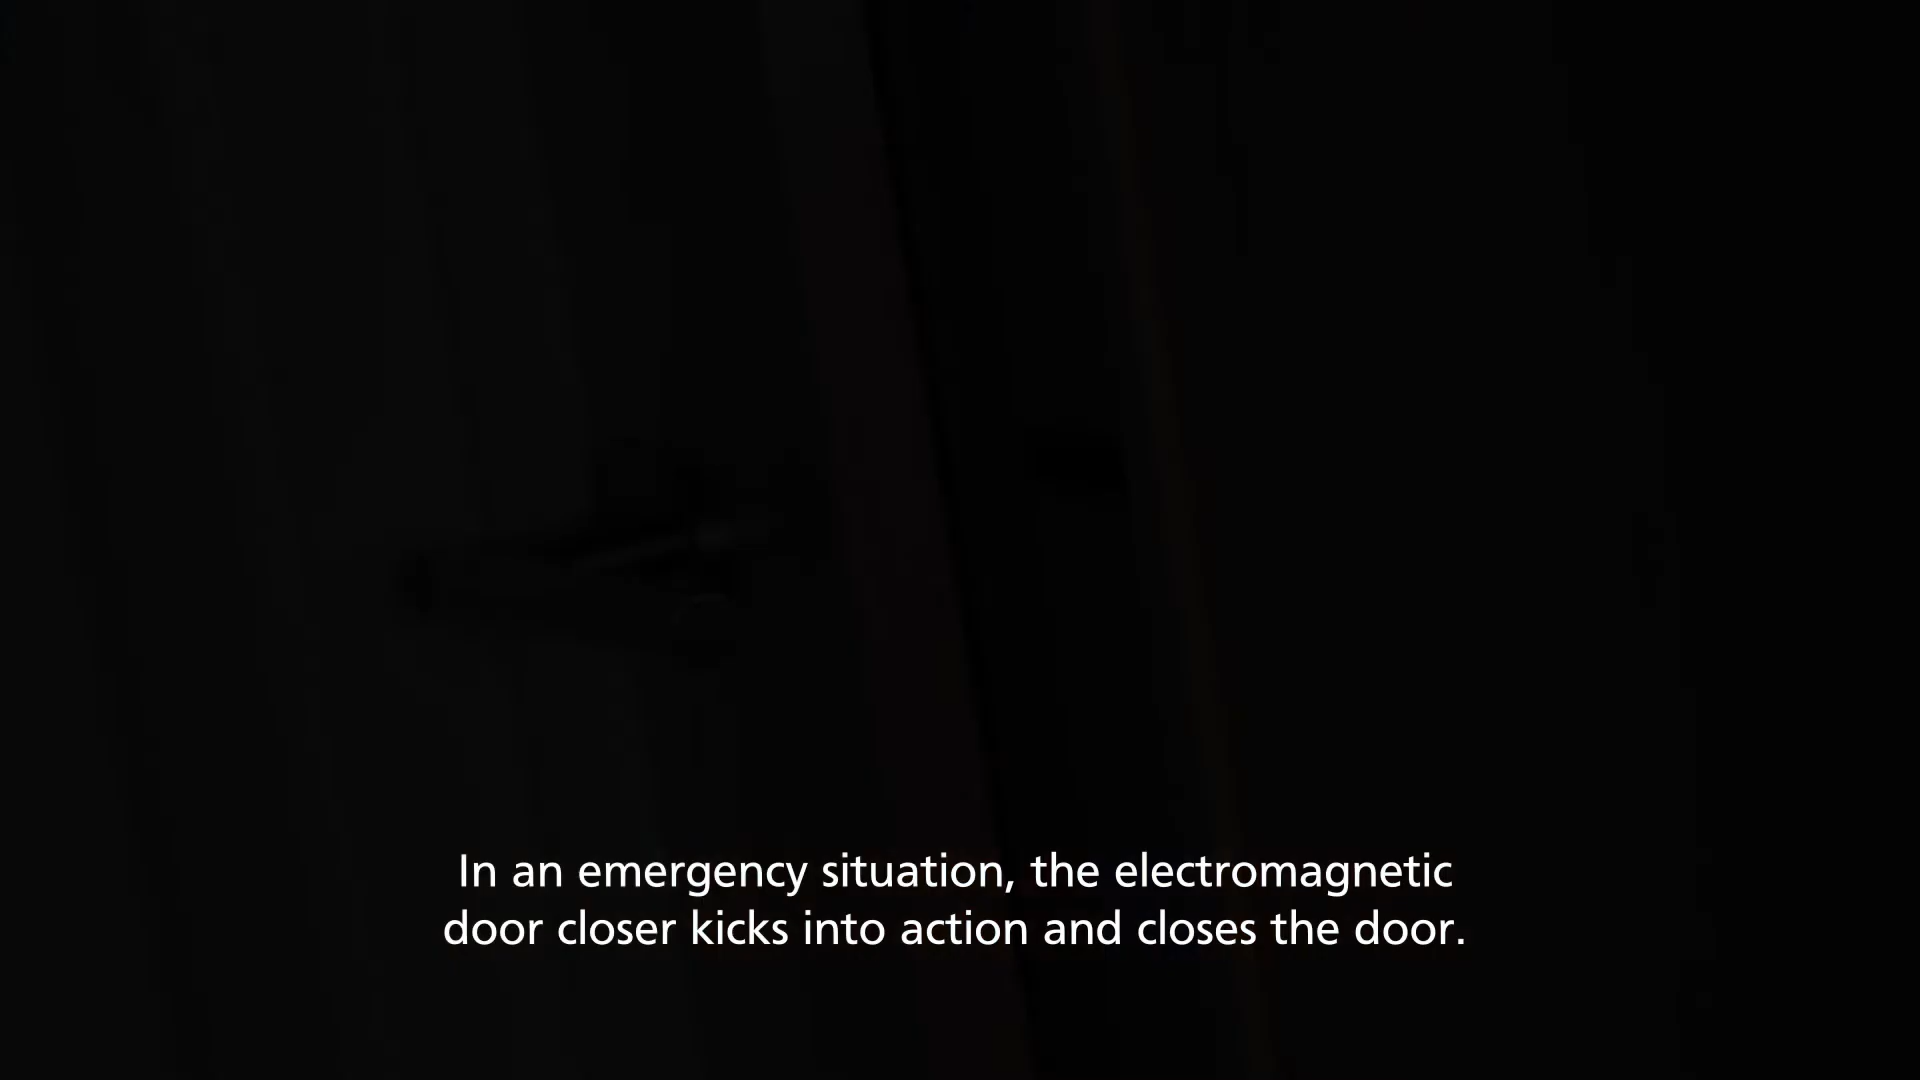 In an emergency situation, the electromagnetic
door closer kicks into action and closes the door.